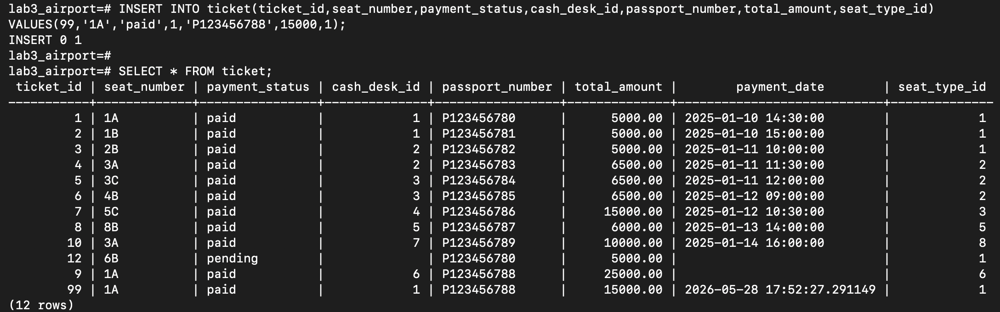 lab3_airport=# INSERT INTO ticket(ticket_id,seat_number,payment_status,cash_desk_id,passport_number,total_amount,seat_type_id)
VALUES(99,'1A','paid',1,'P123456788',15000,1);
INSERT 0 1
lab3_airport=#
lab3_airport=# SELECT * FROM ticket;
 ticket_id | seat_number | payment_status | cash_desk_id | passport_number | total_amount |        payment_date        | seat_type_id
-----------+-------------+----------------+--------------+-----------------+--------------+----------------------------+--------------
         1 | 1A          | paid           |            1 | P123456780      |      5000.00 | 2025-01-10 14:30:00        |            1
         2 | 1B          | paid           |            1 | P123456781      |      5000.00 | 2025-01-10 15:00:00        |            1
         3 | 2B          | paid           |            2 | P123456782      |      5000.00 | 2025-01-11 10:00:00        |            1
         4 | 3A          | paid           |            2 | P123456783      |      6500.00 | 2025-01-11 11:30:00        |            2
         5 | 3C          | paid           |            3 | P123456784      |      6500.00 | 2025-01-11 12:00:00        |            2
         6 | 4B          | paid           |            3 | P123456785      |      6500.00 | 2025-01-12 09:00:00        |            2
         7 | 5C          | paid           |            4 | P123456786      |     15000.00 | 2025-01-12 10:30:00        |            3
         8 | 8B          | paid           |            5 | P123456787      |      6000.00 | 2025-01-13 14:00:00        |            5
        10 | 3A          | paid           |            7 | P123456789      |     10000.00 | 2025-01-14 16:00:00        |            8
        12 | 6B          | pending        |              | P123456780      |      5000.00 |                            |            1
         9 | 1A          | paid           |            6 | P123456788      |     25000.00 |                            |            6
        99 | 1A          | paid           |            1 | P123456788      |     15000.00 | 2026-05-28 17:52:27.291149 |            1
(12 rows)